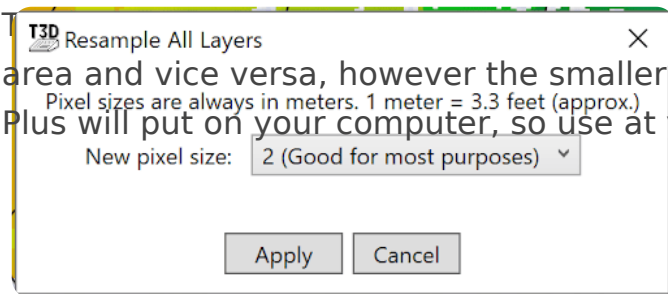 T
T3D Resample All Layers
area and vice versa, however the smaller
Pixel sizes are always in meters. 1 meter = 3.3 feet (approx.)
Plus will put on your computer, so use at
New pixel size: 2 (Good for most purposes)
Apply Cancel